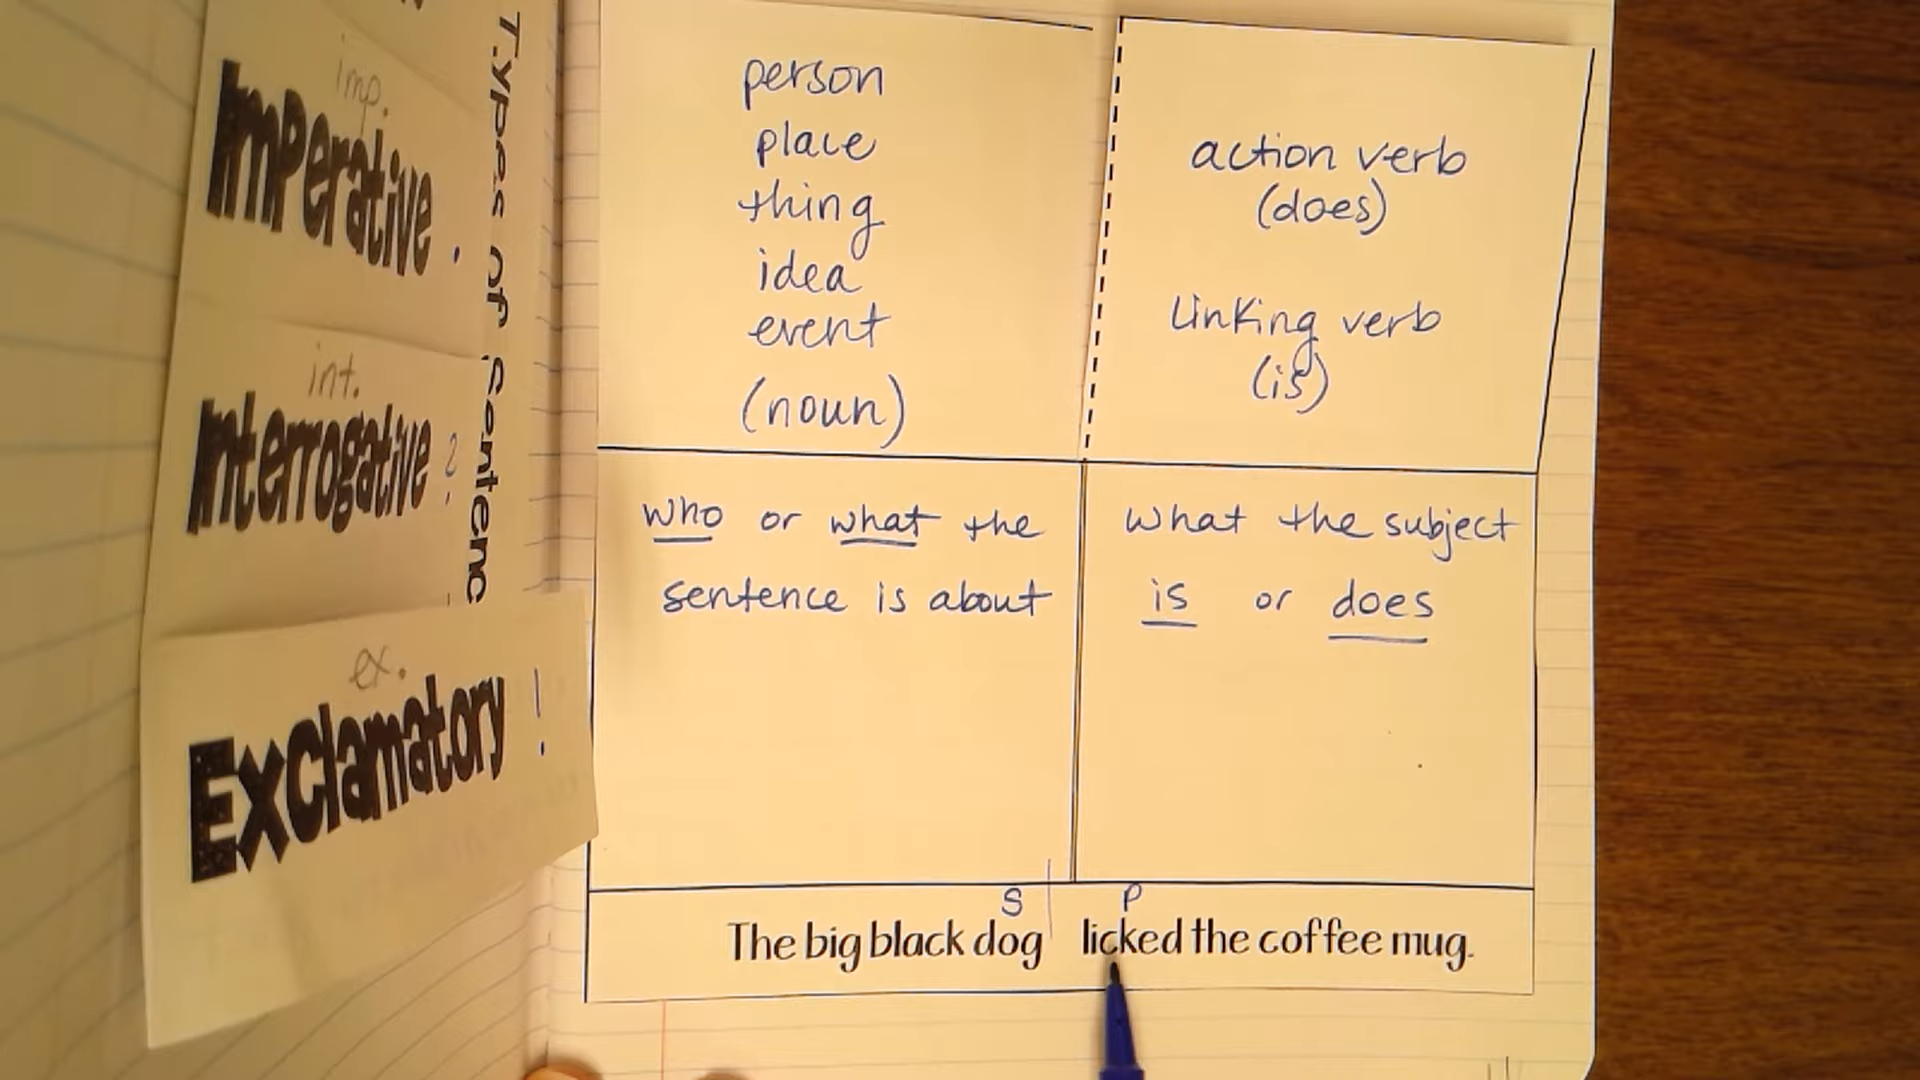 Types of Sentenc
imp.
Imperative .
int.
Interrogative ?
ex.
Exclamatory !
person
place
thing
idea
event
(noun)
action verb
(does)
Linking verb
(is)
who or what the
sentence is about
what the subject
is or does
S P
The big black dog licked the coffee mug.